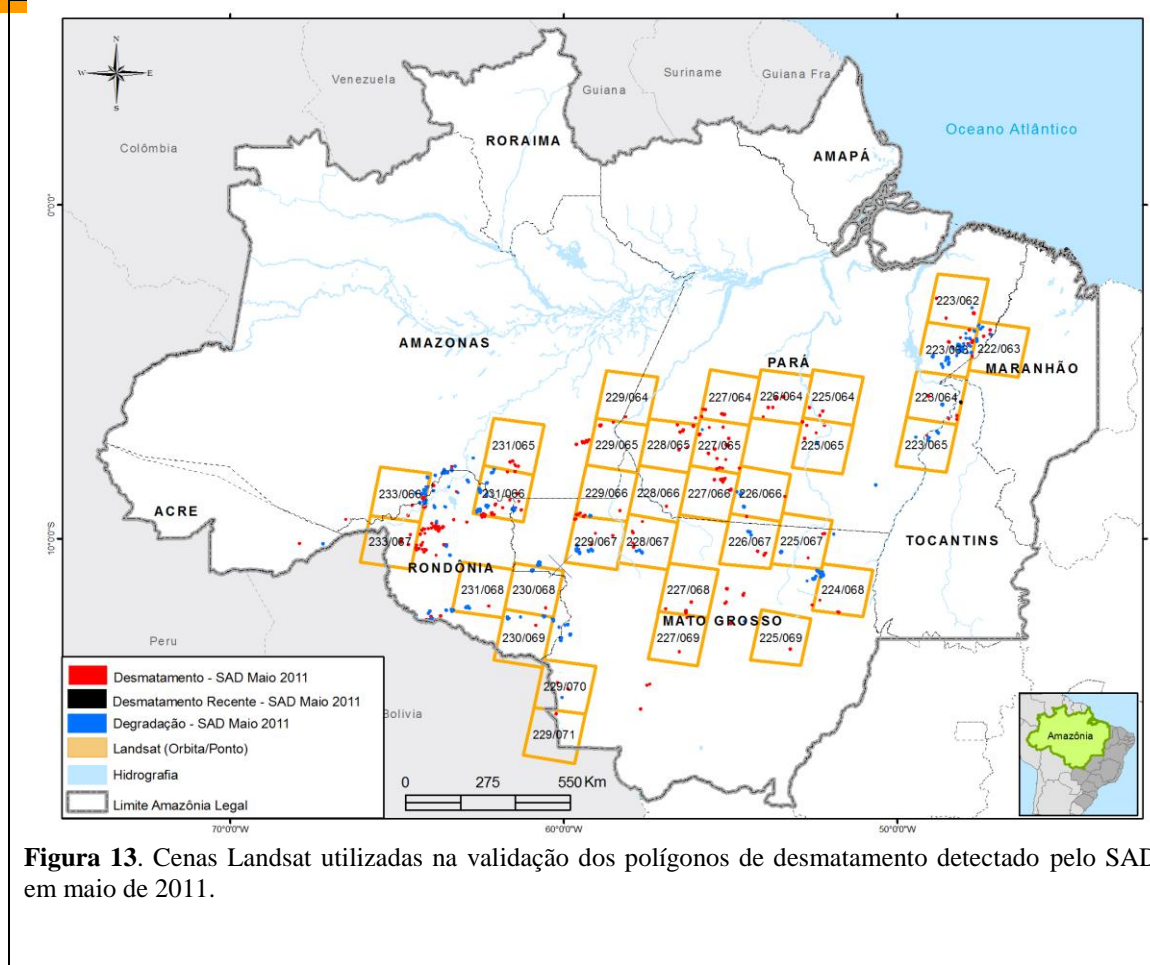 N
W E
S
Venezuela
Suriname
Guiana Fra
Guiana
Colômbia
Oceano Atlântico
RORAIMA
AMAPÁ
0°0'0"
223/062
AMAZONAS
223/063
222/063
PARÁ
MARANHÃO
229/064
227/064
226/064
225/064
223/064
231/065
229/065
228/065
227/065
225/065
223/065
233/066
231/066
229/066
228/066
227/066
226/066
ACRE
233/067
229/067
228/067
226/067
225/067
TOCANTINS
10°0'0"S
RONDÔNIA
231/068
230/068
227/068
224/068
MATO GROSSO
230/069
227/069
225/069
Peru
229/070
Bolivia
229/071
Desmatamento - SAD Maio 2011
Desmatamento Recente - SAD Maio 2011
Degradação - SAD Maio 2011
Landsat (Orbita/Ponto)
Hidrografia
Limite Amazônia Legal
0 275 550 Km
Amazônia
70°0'0"W 60°0'0"W 50°0'0"W
Figura 13. Cenas Landsat utilizadas na validação dos polígonos de desmatamento detectado pelo SAD
em maio de 2011.